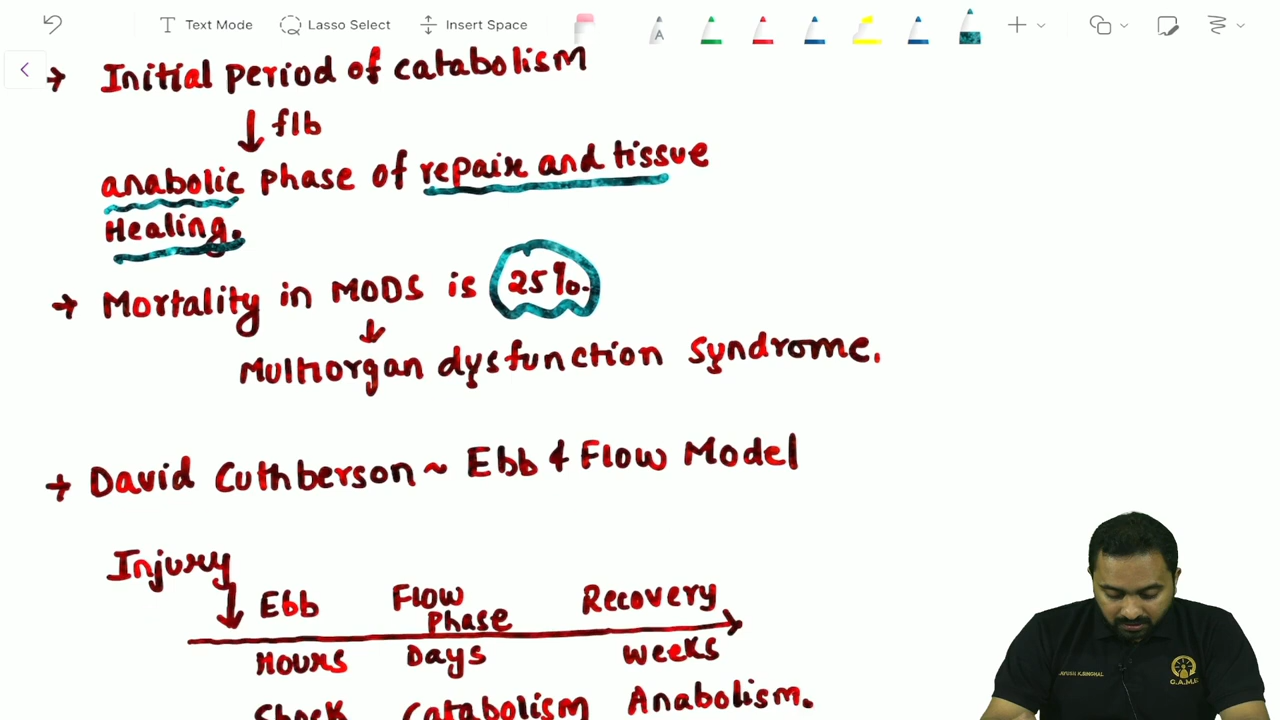 Text Mode
Lasso Select
Insert Space
→ Initial period of catabolism
↓ f/b
anabolic phase of repair and tissue
Healing.
→ Mortality in MODS is 25%.
↓
Multiorgan dysfunction syndrome.
→ David Cuthberson ~ Ebb & Flow Model
Injury
Ebb Flow Phase Recovery
Hours Days Weeks
Shock Catabolism Anabolism.
G.A.M.E